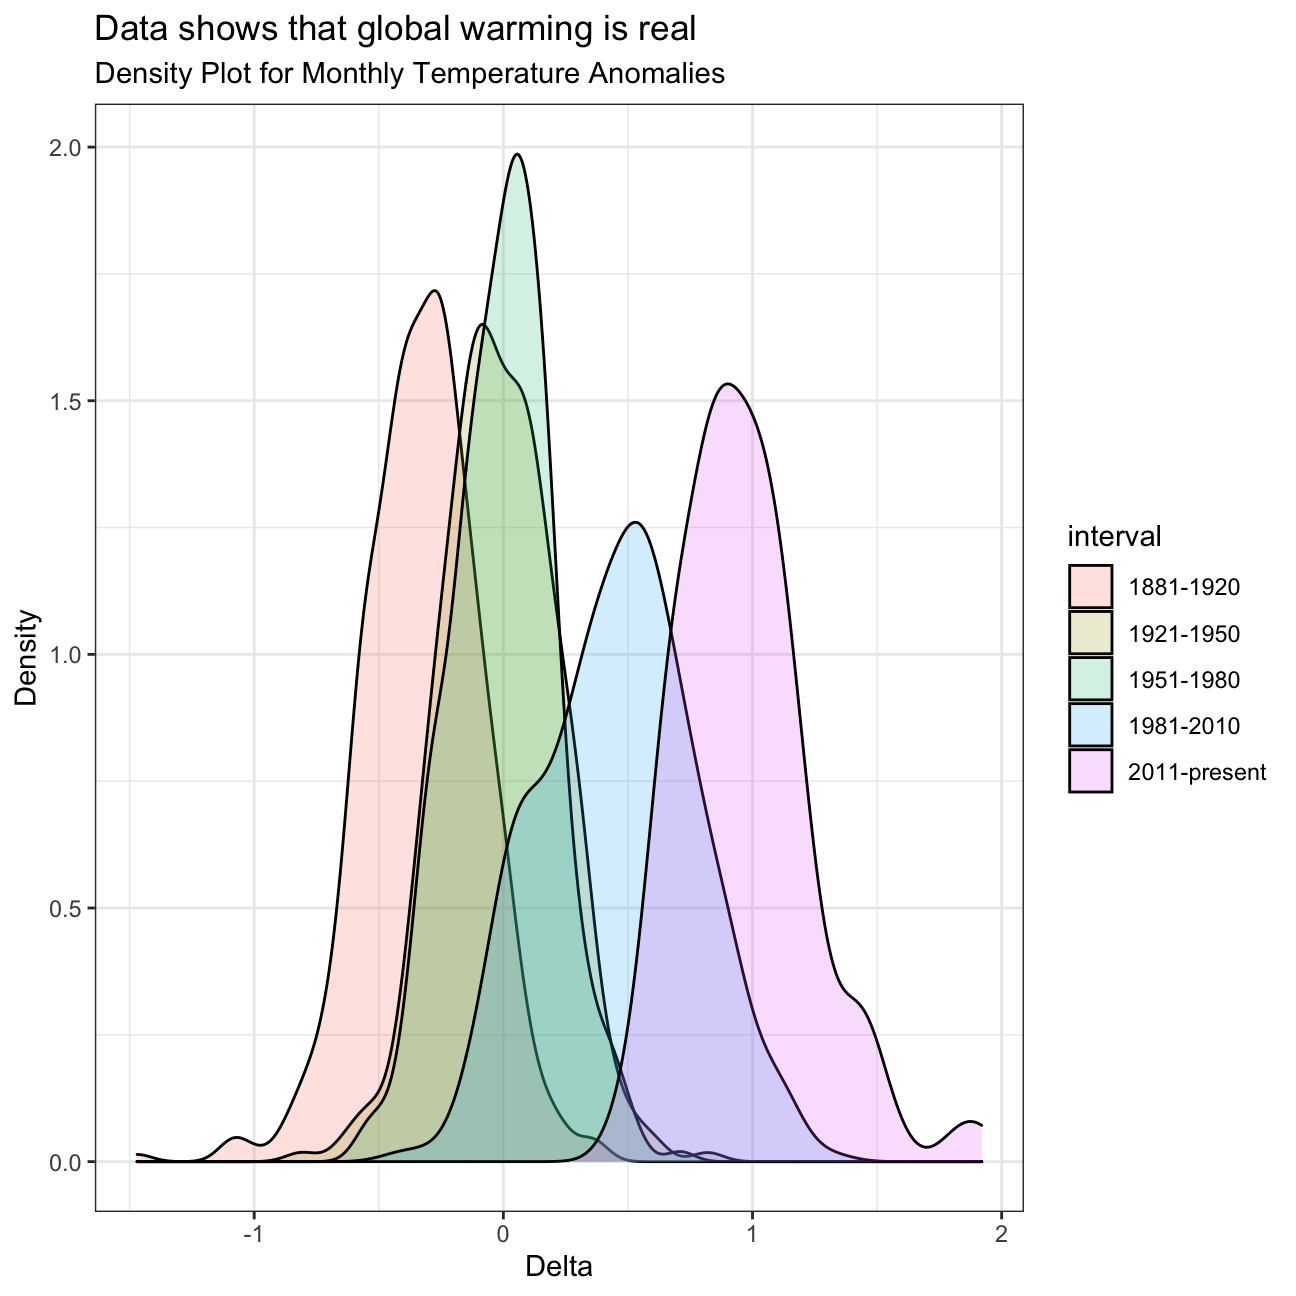 Data shows that global warming is real
Density Plot for Monthly Temperature Anomalies
2.0
1.5
1.0
0.5
0.0
Density
-1
0
1
2
Delta
interval
1881-1920
1921-1950
1951-1980
1981-2010
2011-present